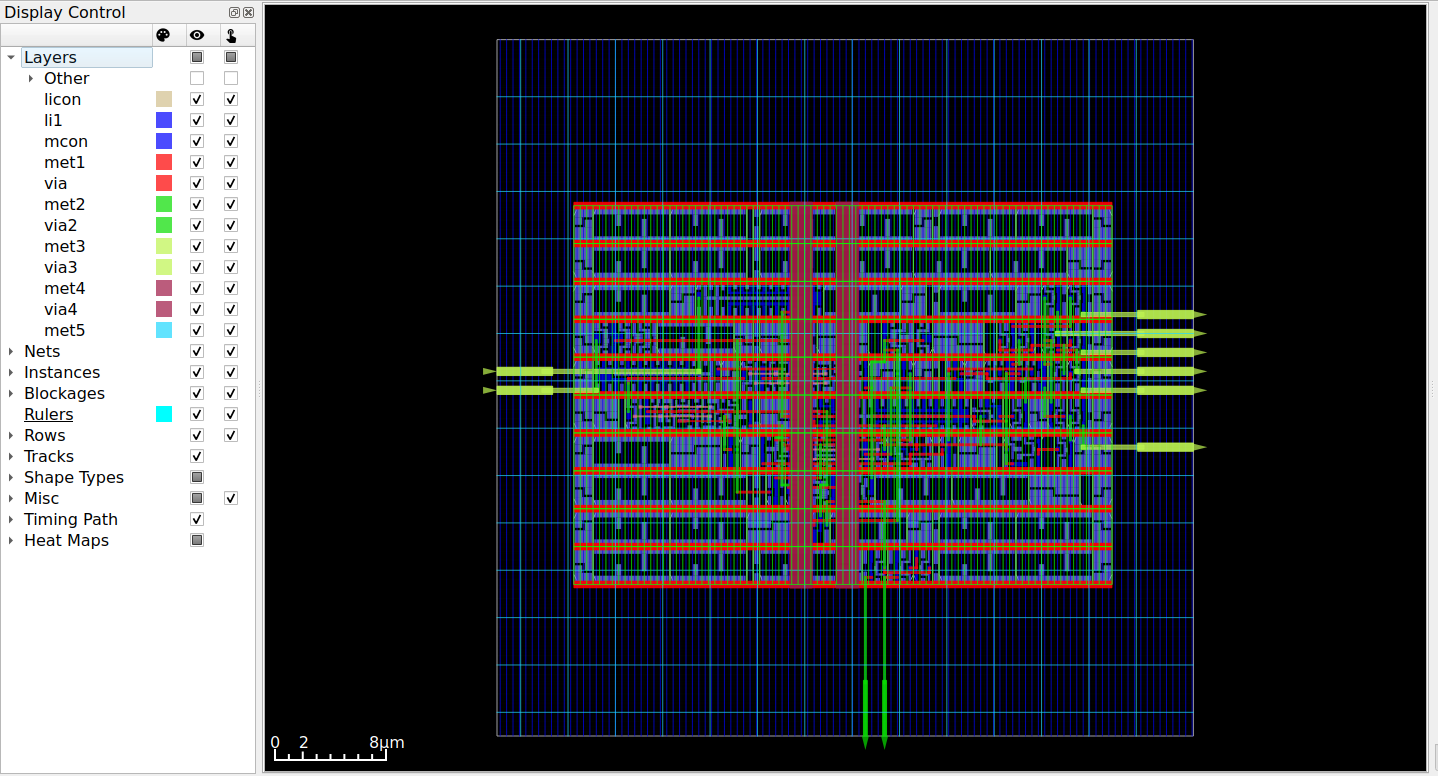 Display Control
Layers
Other
licon
li1
mcon
met1
via
met2
via2
met3
via3
met4
via4
met5
Nets
Instances
Blockages
Rulers
Rows
Tracks
Shape Types
Misc
Timing Path
Heat Maps
0 2 8μm